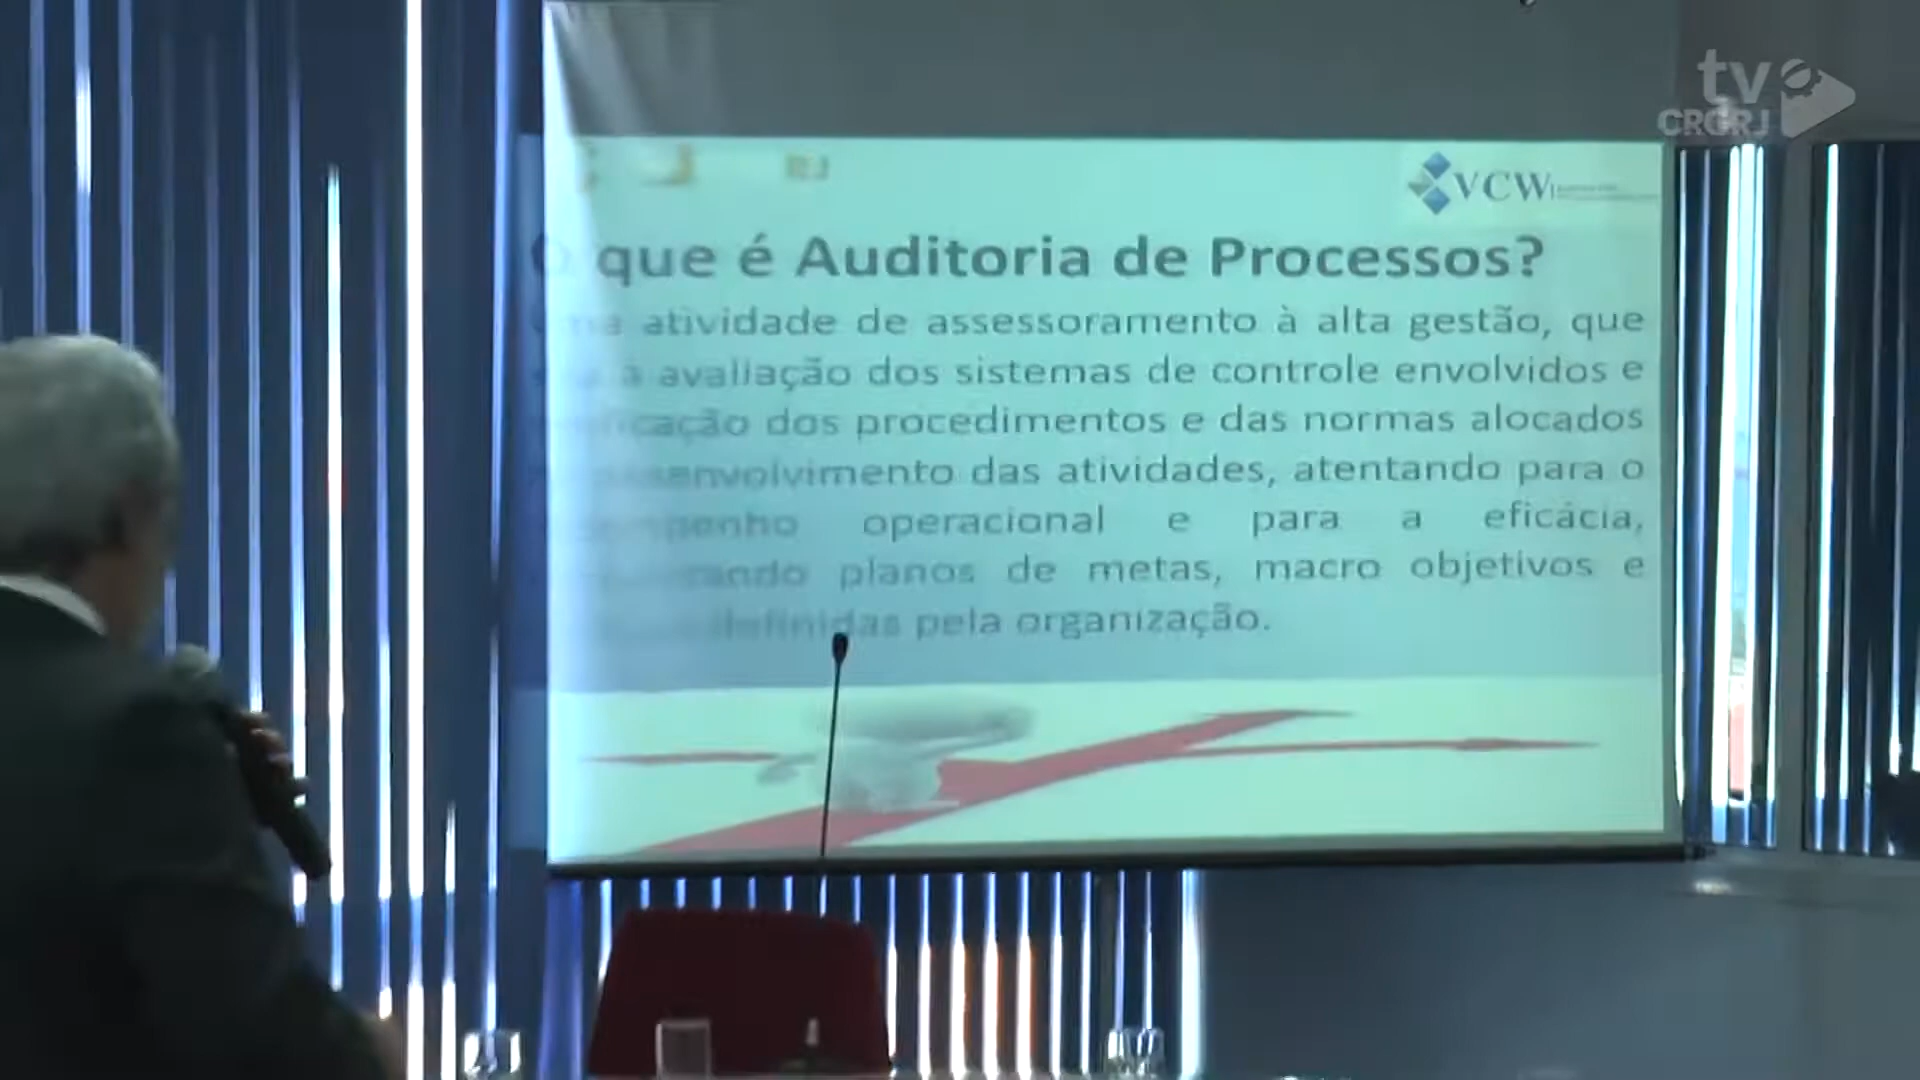 tv
CRCRJ
VCW
O que é Auditoria de Processos?
atividade de assessoramento à alta gestão, que
a avaliação dos sistemas de controle envolvidos e
dos procedimentos e das normas alocados
desenvolvimento das atividades, atentando para o
operacional e para a eficácia,
planos de metas, macro objetivos e
definidas pela organização.